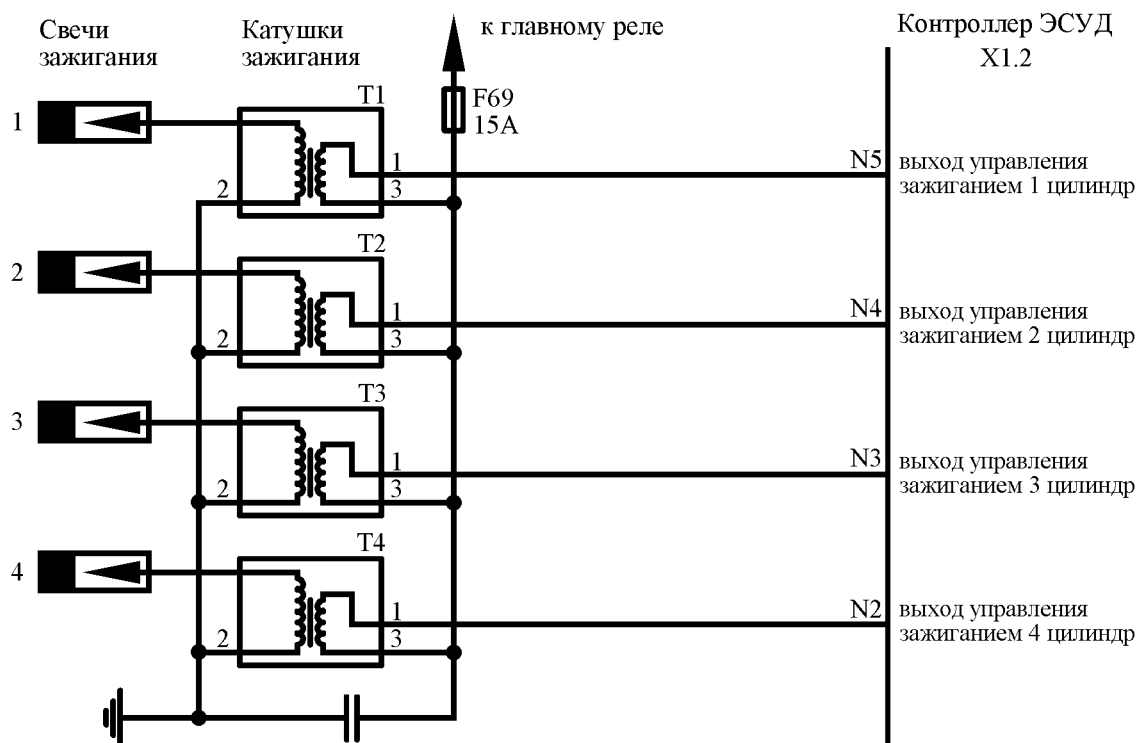 Свечи
зажигания
Катушки
зажигания
к главному реле
Контроллер ЭСУД
X1.2
F69
15А
1
T1
1
2
3
N5
выход управления
зажиганием 1 цилиндр
2
T2
1
2
3
N4
выход управления
зажиганием 2 цилиндр
3
T3
1
2
3
N3
выход управления
зажиганием 3 цилиндр
4
T4
1
2
3
N2
выход управления
зажиганием 4 цилиндр